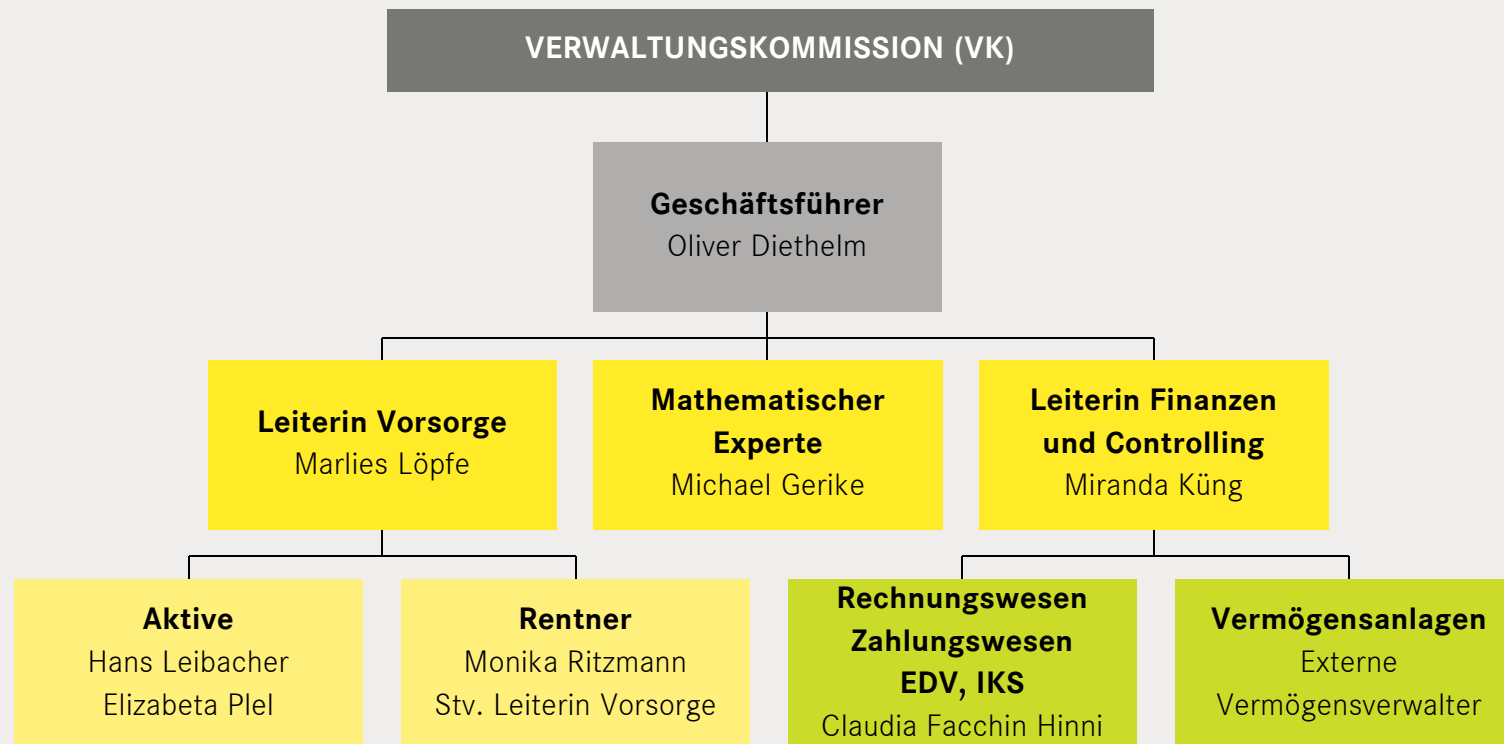 VERWALTUNGSKOMMISSION (VK)
Geschäftsführer
Oliver Diethelm
Leiterin Vorsorge
Marlies Löpfe
Mathematischer
Experte
Michael Gerike
Leiterin Finanzen
und Controlling
Miranda Küng
Aktive
Hans Leibacher
Elizabeta Plel
Rentner
Monika Ritzmann
Stv. Leiterin Vorsorge
Rechnungswesen
Zahlungswesen
EDV, IKS
Claudia Facchin Hinni
Vermögensanlagen
Externe
Vermögensverwalter